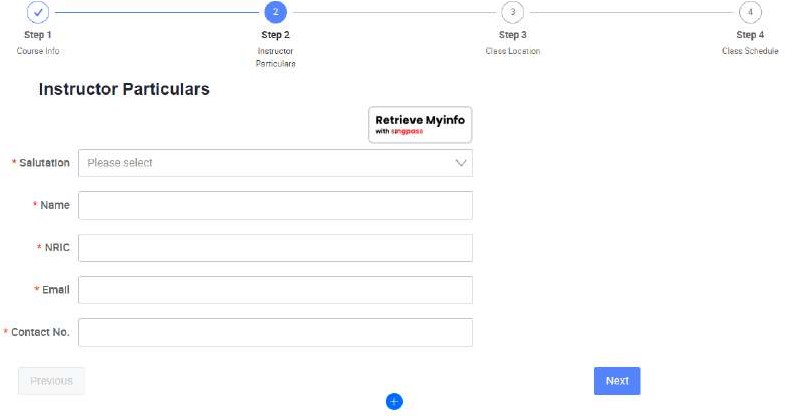 2 3 4
Step 1 Step 2 Step 3 Step 4
Course Info Instructor Class Location Class Schedule
Particulars
Instructor Particulars
Retrieve Myinfo
with singpass
* Salutation Please select
* Name
* NRIC
* Email
* Contact No.
Previous Next
+